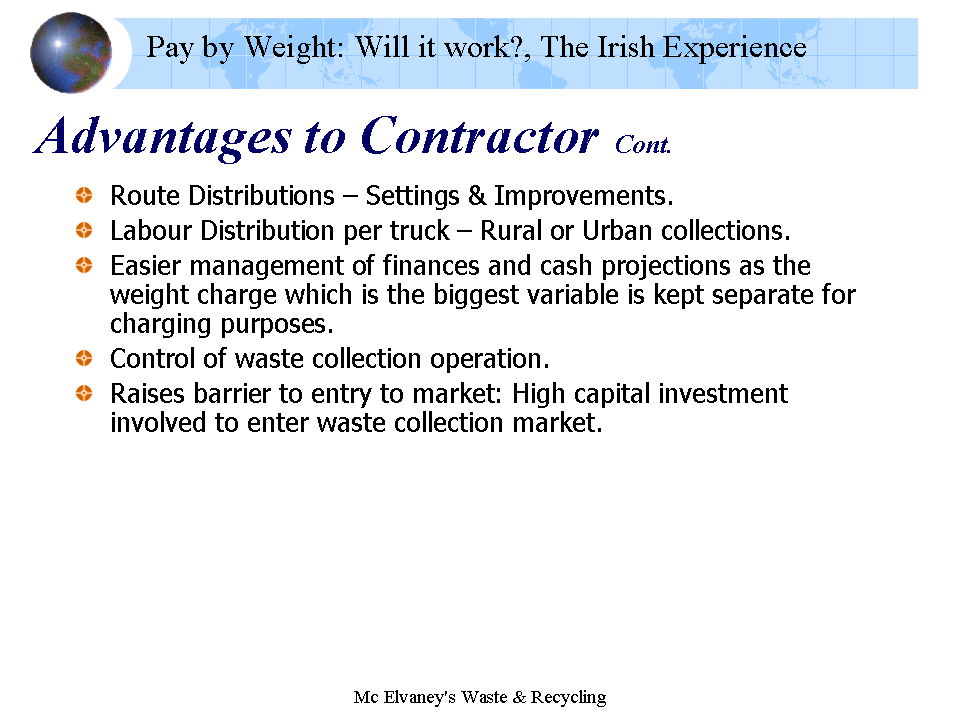 Pay by Weight: Will it work?, The Irish Experience
Advantages to Contractor Cont.
Route Distributions – Settings & Improvements.
Labour Distribution per truck – Rural or Urban collections.
Easier management of finances and cash projections as the
weight charge which is the biggest variable is kept separate for
charging purposes.
Control of waste collection operation.
Raises barrier to entry to market: High capital investment
involved to enter waste collection market.
Mc Elvaney's Waste & Recycling